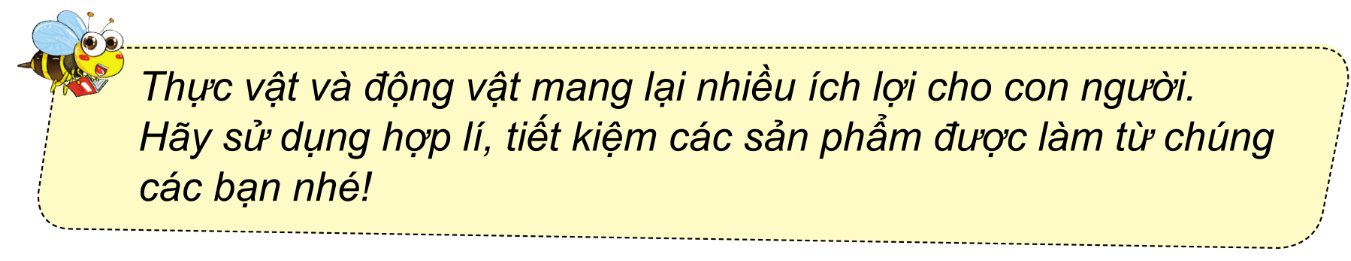 Thực vật và động vật mang lại nhiều ích lợi cho con người.
Hãy sử dụng hợp lí, tiết kiệm các sản phẩm được làm từ chúng
các bạn nhé!